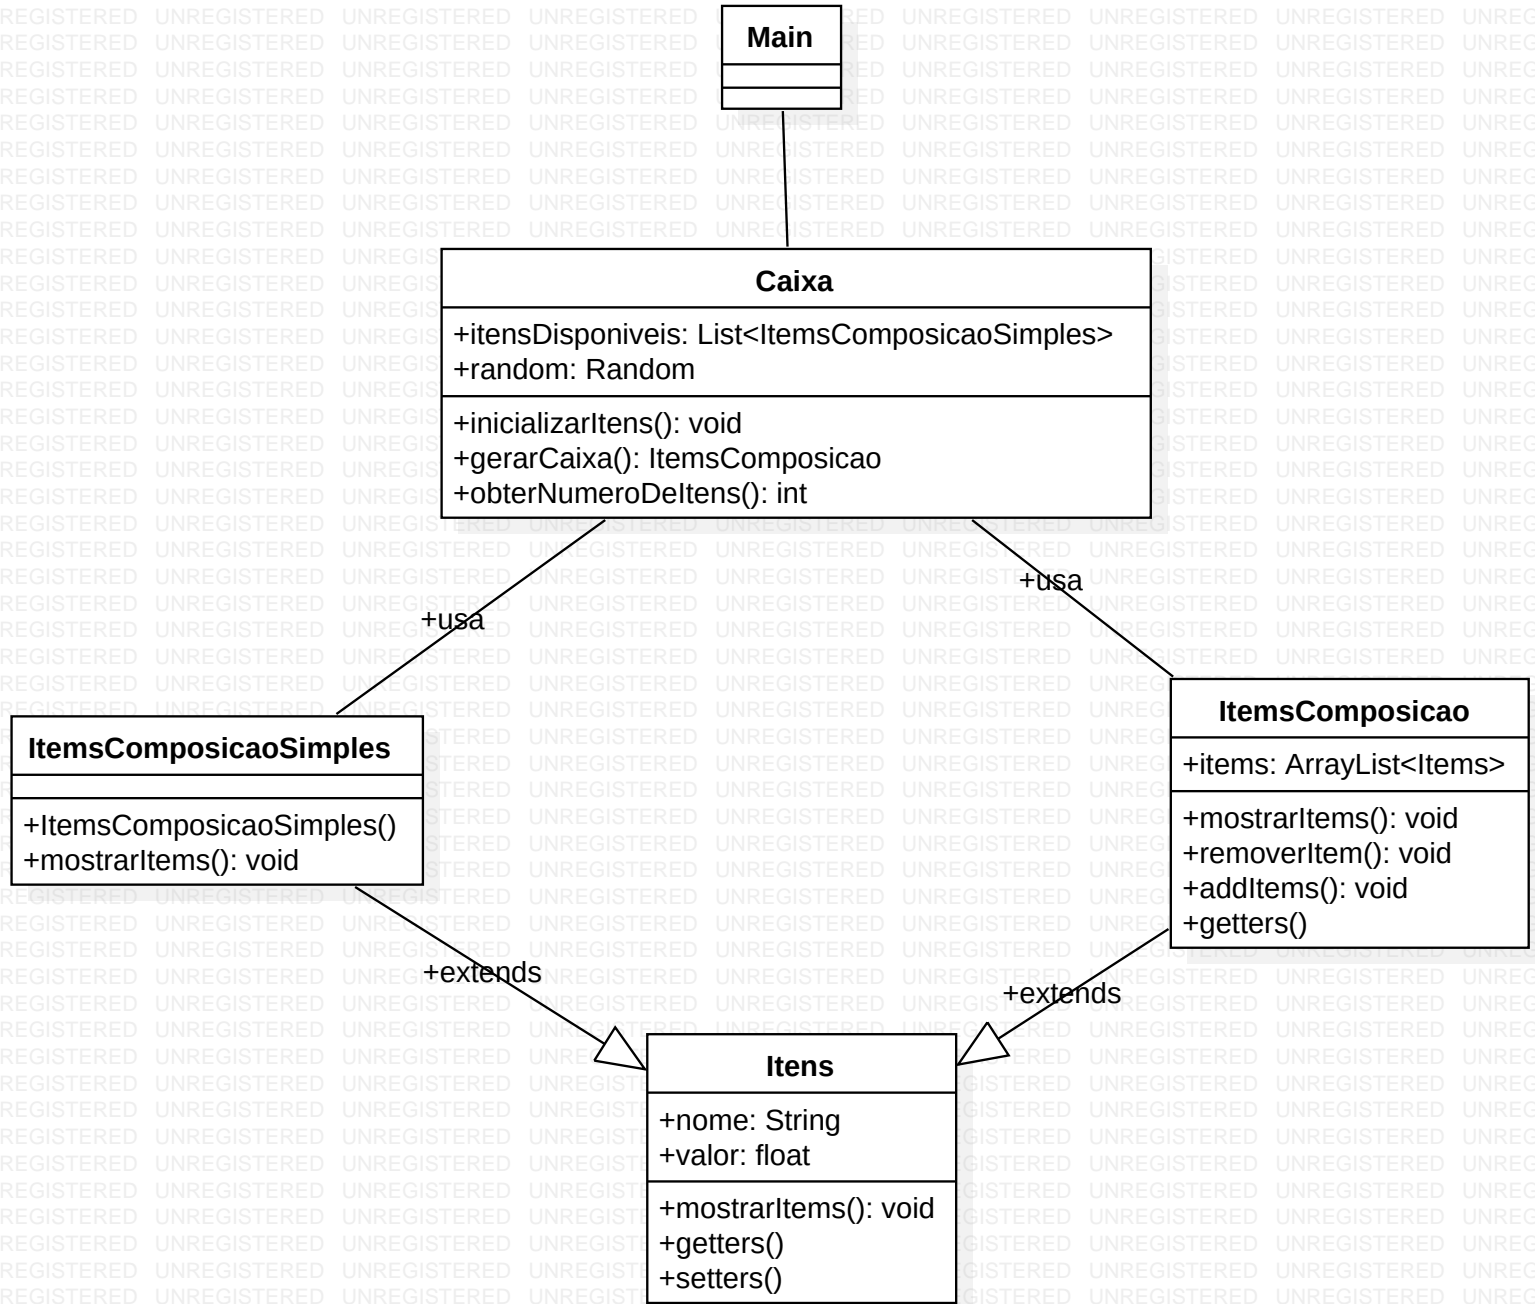 Main
Caixa
+itensDisponiveis: List<ItemsComposicaoSimples>
+random: Random
+inicializarItens(): void
+gerarCaixa(): ItemsComposicao
+obterNumeroDeItens(): int
+usa
+usa
ItemsComposicaoSimples
+ItemsComposicaoSimples()
+mostrarItems(): void
ItemsComposicao
+items: ArrayList<Items>
+mostrarItems(): void
+removerItem(): void
+addItems(): void
+getters()
+extends
+extends
Itens
+nome: String
+valor: float
+mostrarItems(): void
+getters()
+setters()
UNREGISTERED